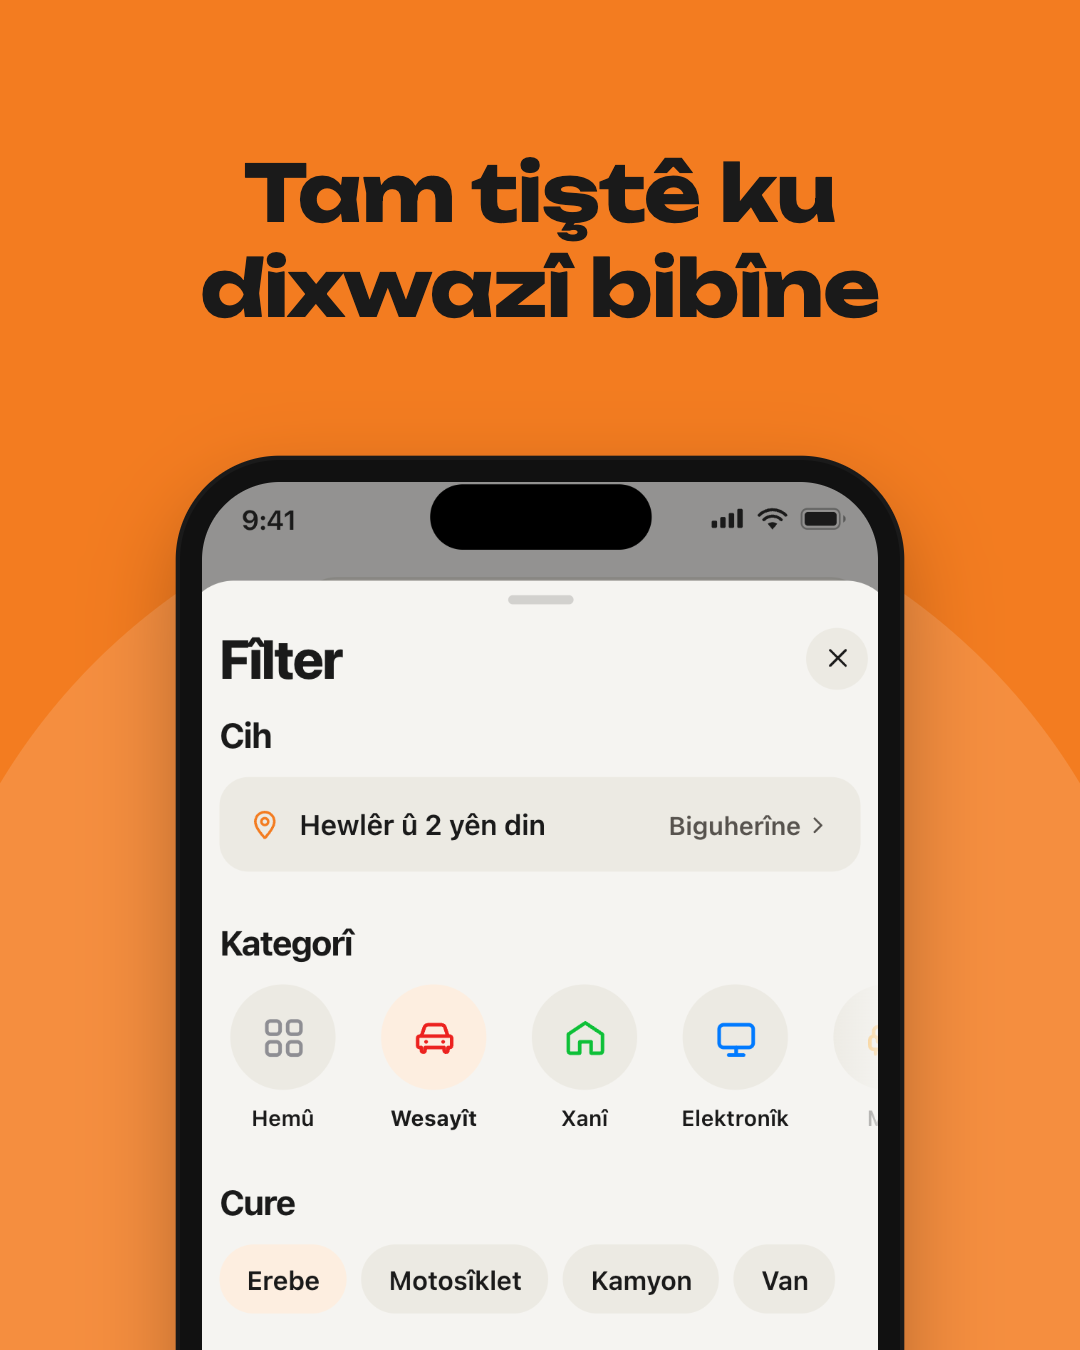 Tam tiştê ku
dixwazî bibîne
9:41
Fîlter
Cih
Hewlêr û 2 yên din
Biguherîne
Kategorî
Hemû
Wesayît
Xanî
Elektronîk
Cure
Erebe
Motosîklet
Kamyon
Van